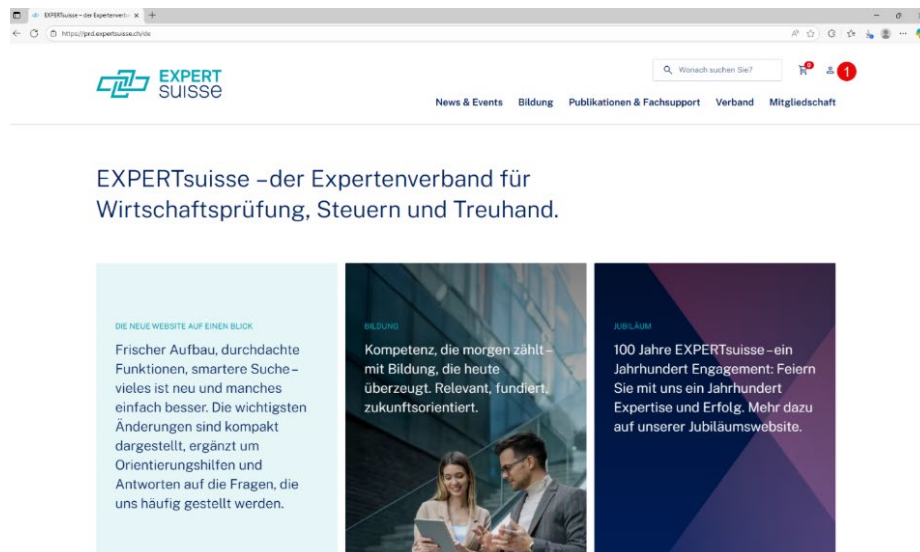 EXPERTsuisse – der Expertenverb
https://prd.expertsuisse.ch/de
EXPERT
SUISSE
Wonach suchen Sie?
0
1
News & Events Bildung Publikationen & Fachsupport Verband Mitgliedschaft
EXPERTsuisse – der Expertenverband für
Wirtschaftsprüfung, Steuern und Treuhand.
DIE NEUE WEBSITE AUF EINEN BLICK
Frischer Aufbau, durchdachte
Funktionen, smartere Suche –
vieles ist neu und manches
einfach besser. Die wichtigsten
Änderungen sind kompakt
dargestellt, ergänzt um
Orientierungshilfen und
Antworten auf die Fragen, die
uns häufig gestellt werden.
BILDUNG
Kompetenz, die morgen zählt –
mit Bildung, die heute
überzeugt. Relevant, fundiert,
zukunftsorientiert.
JUBILÄUM
100 Jahre EXPERTsuisse – ein
Jahrhundert Engagement: Feiern
Sie mit uns ein Jahrhundert
Expertise und Erfolg. Mehr dazu
auf unserer Jubiläumswebsite.